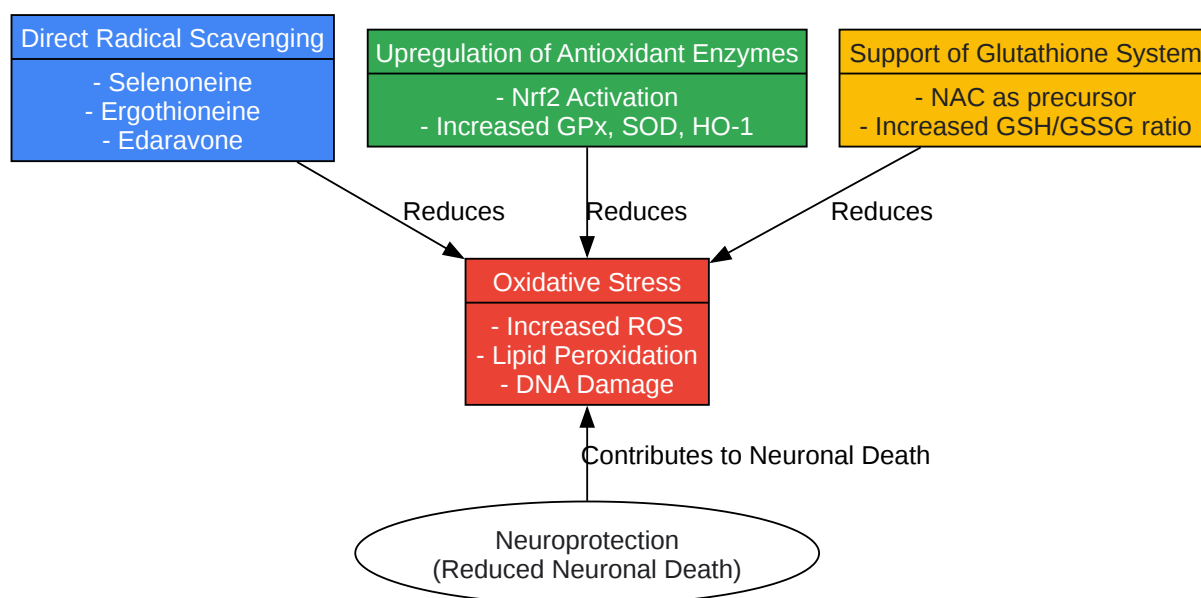 Direct Radical Scavenging
- Selenoneine
- Ergothioneine
- Edaravone
Upregulation of Antioxidant Enzymes
- Nrf2 Activation
- Increased GPx, SOD, HO-1
Support of Glutathione System
- NAC as precursor
- Increased GSH/GSSG ratio
Reduces
Reduces
Reduces
Oxidative Stress
- Increased ROS
- Lipid Peroxidation
- DNA Damage
Contributes to Neuronal Death
Neuroprotection
(Reduced Neuronal Death)